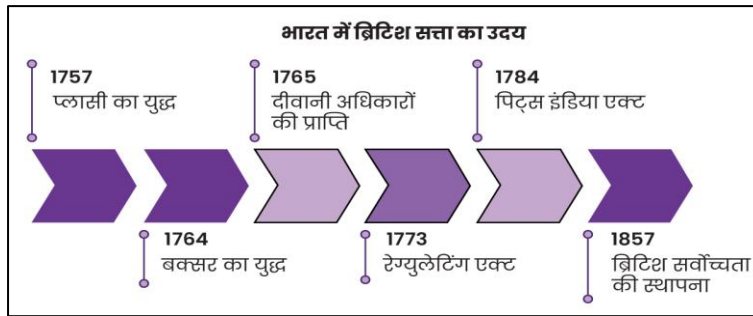 भारत में ब्रिटिश सत्ता का उदय
1757
प्लासी का युद्ध
1764
बक्सर का युद्ध
1765
दीवानी अधिकारों
की प्राप्ति
1773
रेग्युलेटिंग एक्ट
1784
पिट्स इंडिया एक्ट
1857
ब्रिटिश सर्वोच्चता
की स्थापना